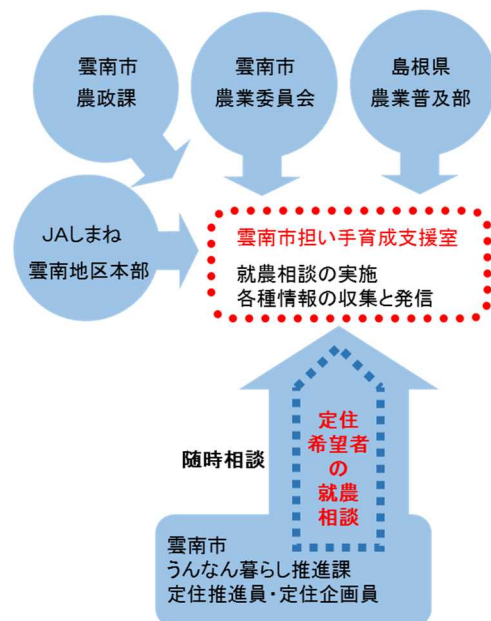 雲南市
農政課
雲南市
農業委員会
島根県
農業普及部
JAしまね
雲南地区本部
雲南市担い手育成支援室
就農相談の実施
各種情報の収集と発信
定住
希望者
の
就農
相談
随時相談
雲南市
うんなん暮らし推進課
定住推進員・定住企画員